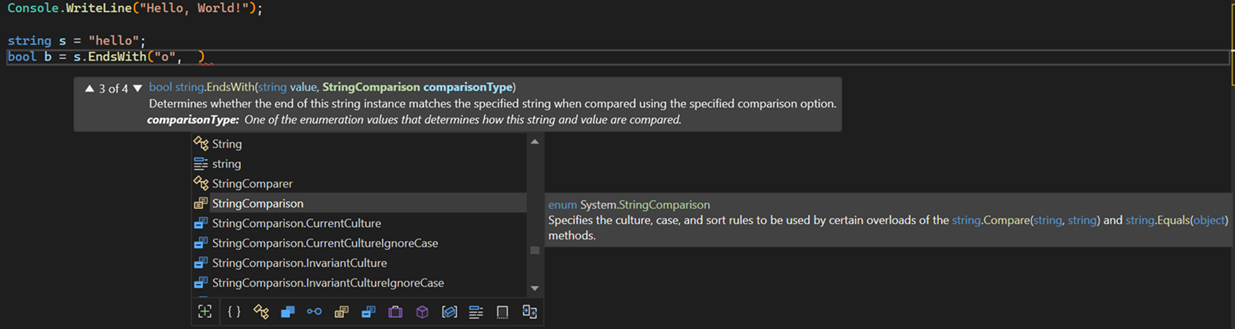 Console.WriteLine("Hello, World!");
string s = "hello";
bool b = s.EndsWith("o",  )
▲ 3 of 4 ▼ bool string.EndsWith(string value, StringComparison comparisonType)
Determines whether the end of this string instance matches the specified string when compared using the specified comparison option.
comparisonType: One of the enumeration values that determines how this string and value are compared.
String
string
StringComparer
StringComparison
enum System.StringComparison
Specifies the culture, case, and sort rules to be used by certain overloads of the string.Compare(string, string) and string.Equals(object)
methods.
StringComparison.CurrentCulture
StringComparison.CurrentCultureIgnoreCase
StringComparison.InvariantCulture
StringComparison.InvariantCultureIgnoreCase